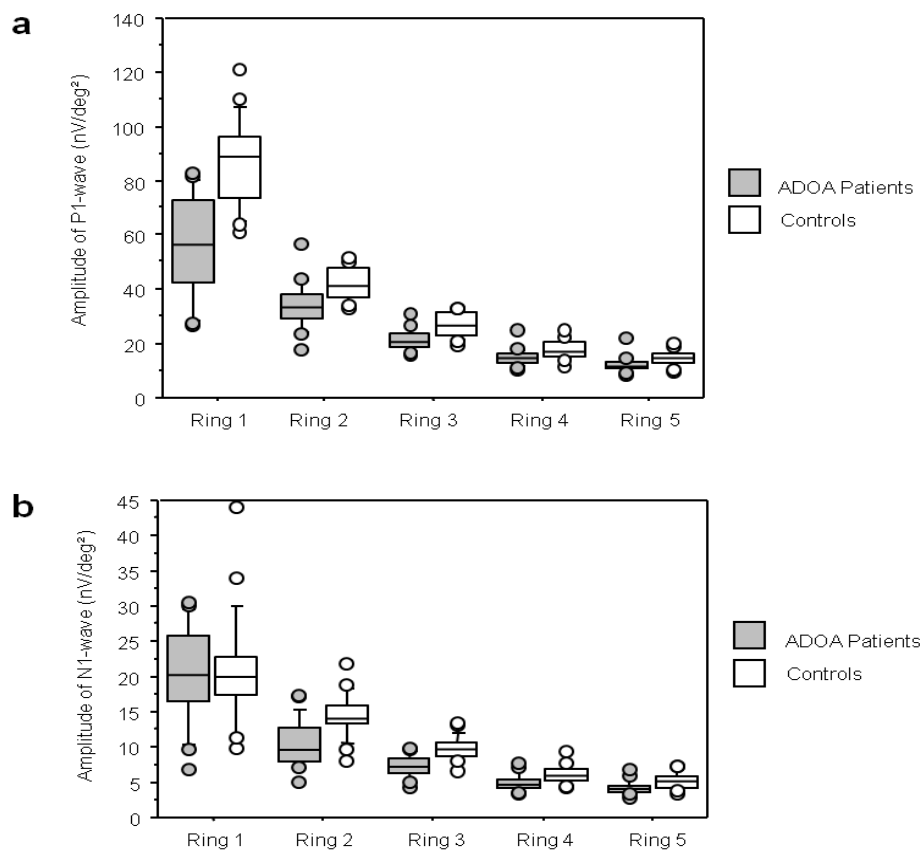 a
Amplitude of P1-wave (nV/deg²)
140
120
100
80
60
40
20
0
Ring 1 Ring 2 Ring 3 Ring 4 Ring 5
ADOA Patients
Controls
b
Amplitude of N1-wave (nV/deg²)
45
40
35
30
25
20
15
10
5
0
Ring 1 Ring 2 Ring 3 Ring 4 Ring 5
ADOA Patients
Controls